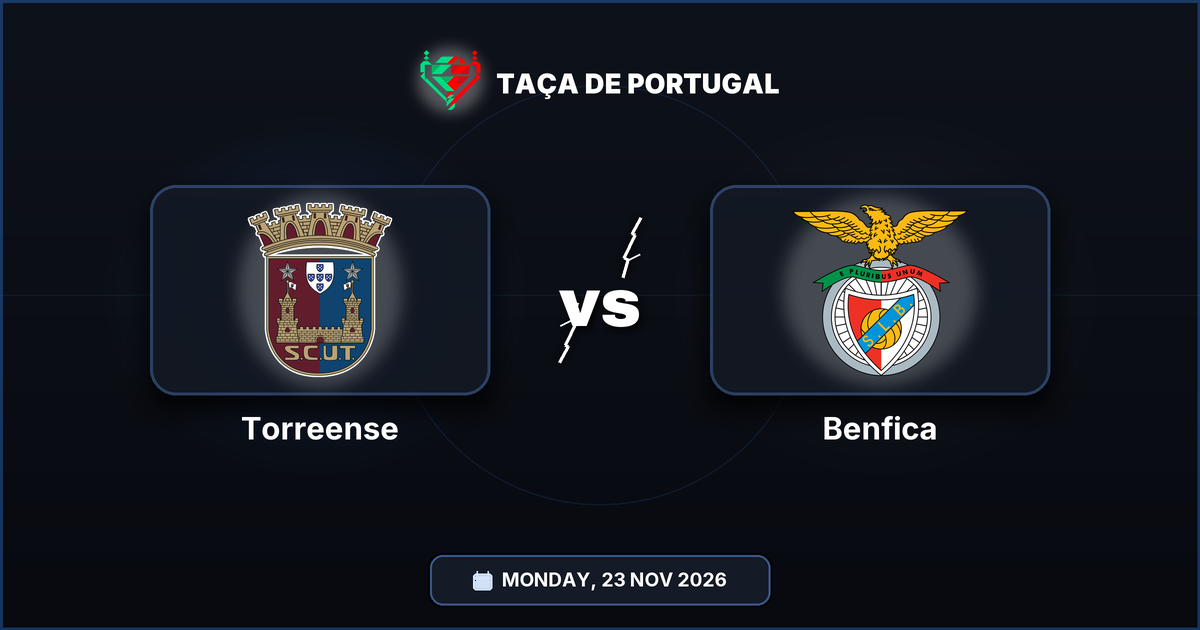 TAÇA DE PORTUGAL
S.C.U.T.
E PLURIBUS UNUM
S.L.B.
VS
Torreense
Benfica
MONDAY, 23 NOV 2026